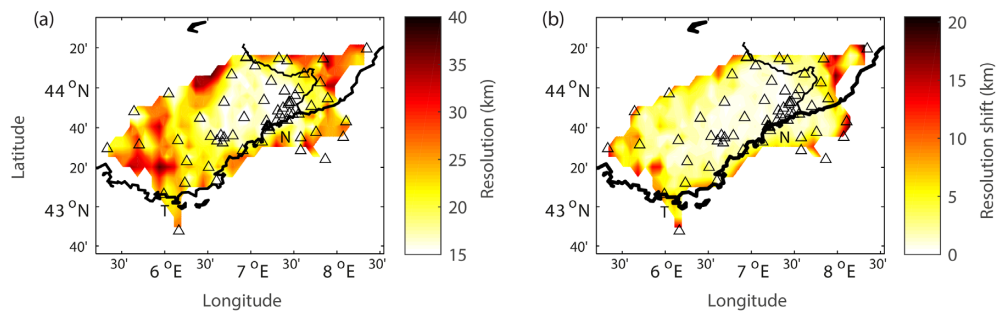 (a)
Latitude
20'
44 °N
40'
20'
43 °N
40'
N
T
30'
6 °E
30'
7 °E
30'
8 °E
30'
Longitude
40
35
30
25
20
15
Resolution (km)
(b)
20'
44 °N
40'
20'
43 °N
40'
N
T
30'
6 °E
30'
7 °E
30'
8 °E
30'
Longitude
20
15
10
5
0
Resolution shift (km)